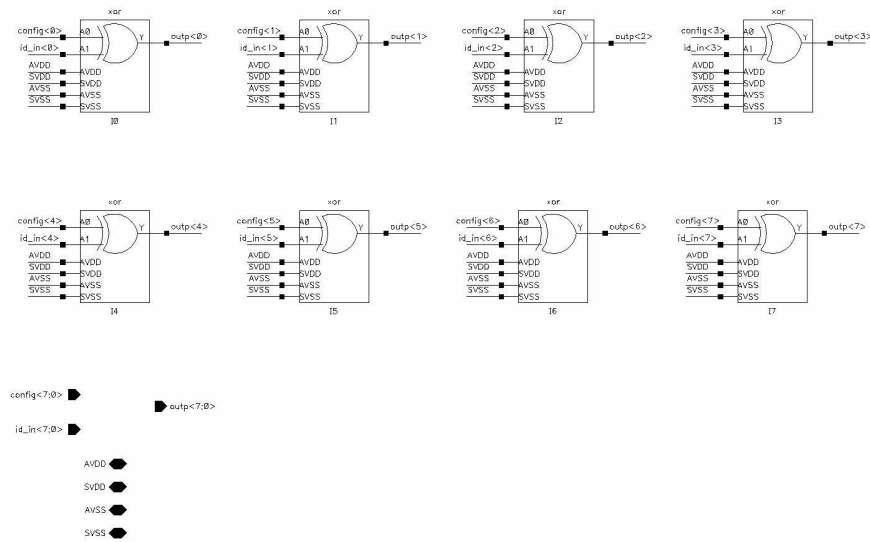 xor xor xor xor
config<0> A0 Y outp<0> config<1> A0 Y outp<1> config<2> A0 Y outp<2> config<3> A0 Y outp<3>
id_in<0> A1 id_in<1> A1 id_in<2> A1 id_in<3> A1
AVDD AVDD AVDD AVDD AVDD AVDD AVDD AVDD
SVDD SVDD SVDD SVDD SVDD SVDD SVDD SVDD
AVSS AVSS AVSS AVSS AVSS AVSS AVSS AVSS
SVSS SVSS SVSS SVSS SVSS SVSS SVSS SVSS
I0 I1 I2 I3
xor xor xor xor
config<4> A0 Y outp<4> config<5> A0 Y outp<5> config<6> A0 Y outp<6> config<7> A0 Y outp<7>
id_in<4> A1 id_in<5> A1 id_in<6> A1 id_in<7> A1
AVDD AVDD AVDD AVDD AVDD AVDD AVDD AVDD
SVDD SVDD SVDD SVDD SVDD SVDD SVDD SVDD
AVSS AVSS AVSS AVSS AVSS AVSS AVSS AVSS
SVSS SVSS SVSS SVSS SVSS SVSS SVSS SVSS
I4 I5 I6 I7
config<7:0>
outp<7:0>
id_in<7:0>
AVDD
SVDD
AVSS
SVSS